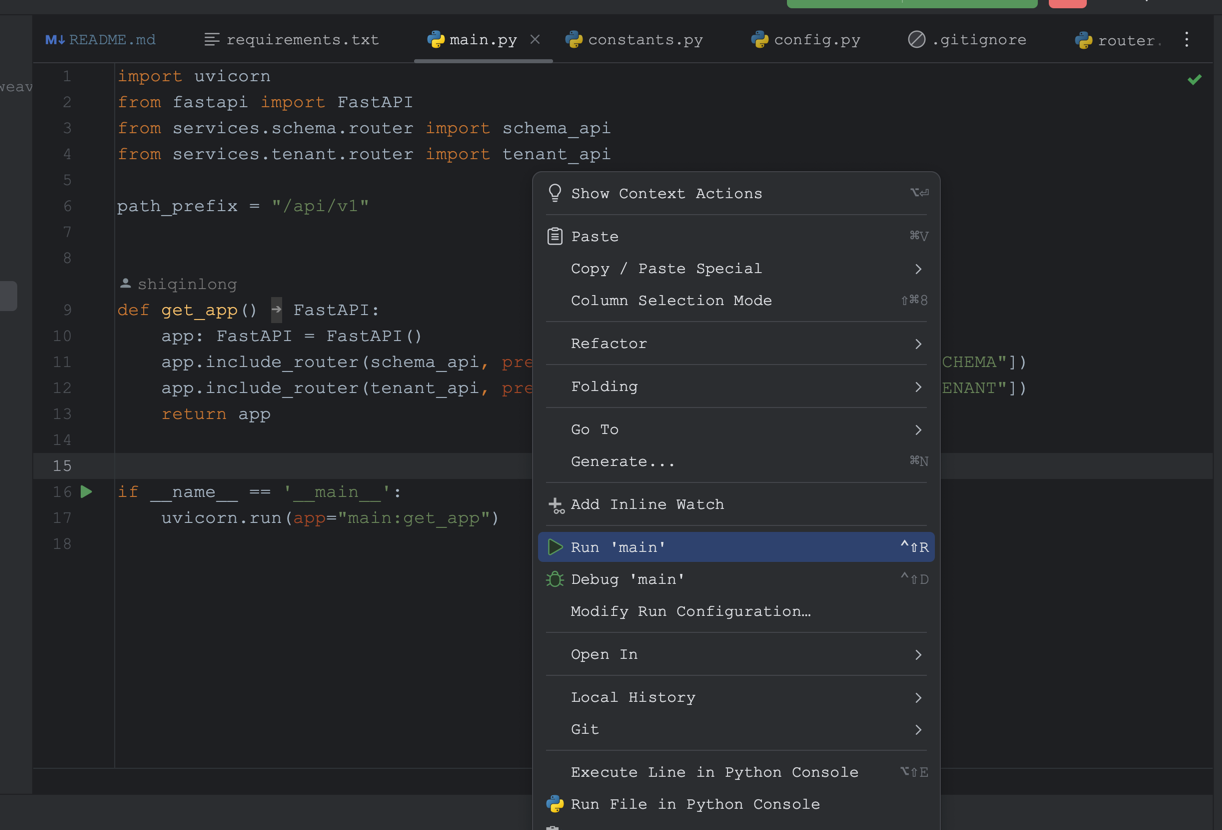 README.md
requirements.txt
main.py
constants.py
config.py
.gitignore
router.
weav
1 import uvicorn
2 from fastapi import FastAPI
3 from services.schema.router import schema_api
4 from services.tenant.router import tenant_api
5
6 path_prefix = "/api/v1"
7
8
shiqinlong
9 def get_app() → FastAPI:
10 app: FastAPI = FastAPI()
11 app.include_router(schema_api, pre CHEMA"])
12 app.include_router(tenant_api, pre ENANT"])
13 return app
14
15
16 if __name__ == '__main__':
17 uvicorn.run(app="main:get_app")
18
Show Context Actions ⌥⏎
Paste ⌘V
Copy / Paste Special
Column Selection Mode ⇧⌘8
Refactor
Folding
Go To
Generate... ⌘N
Add Inline Watch
Run 'main' ^⇧R
Debug 'main' ^⇧D
Modify Run Configuration…
Open In
Local History
Git
Execute Line in Python Console ⌥⇧E
Run File in Python Console